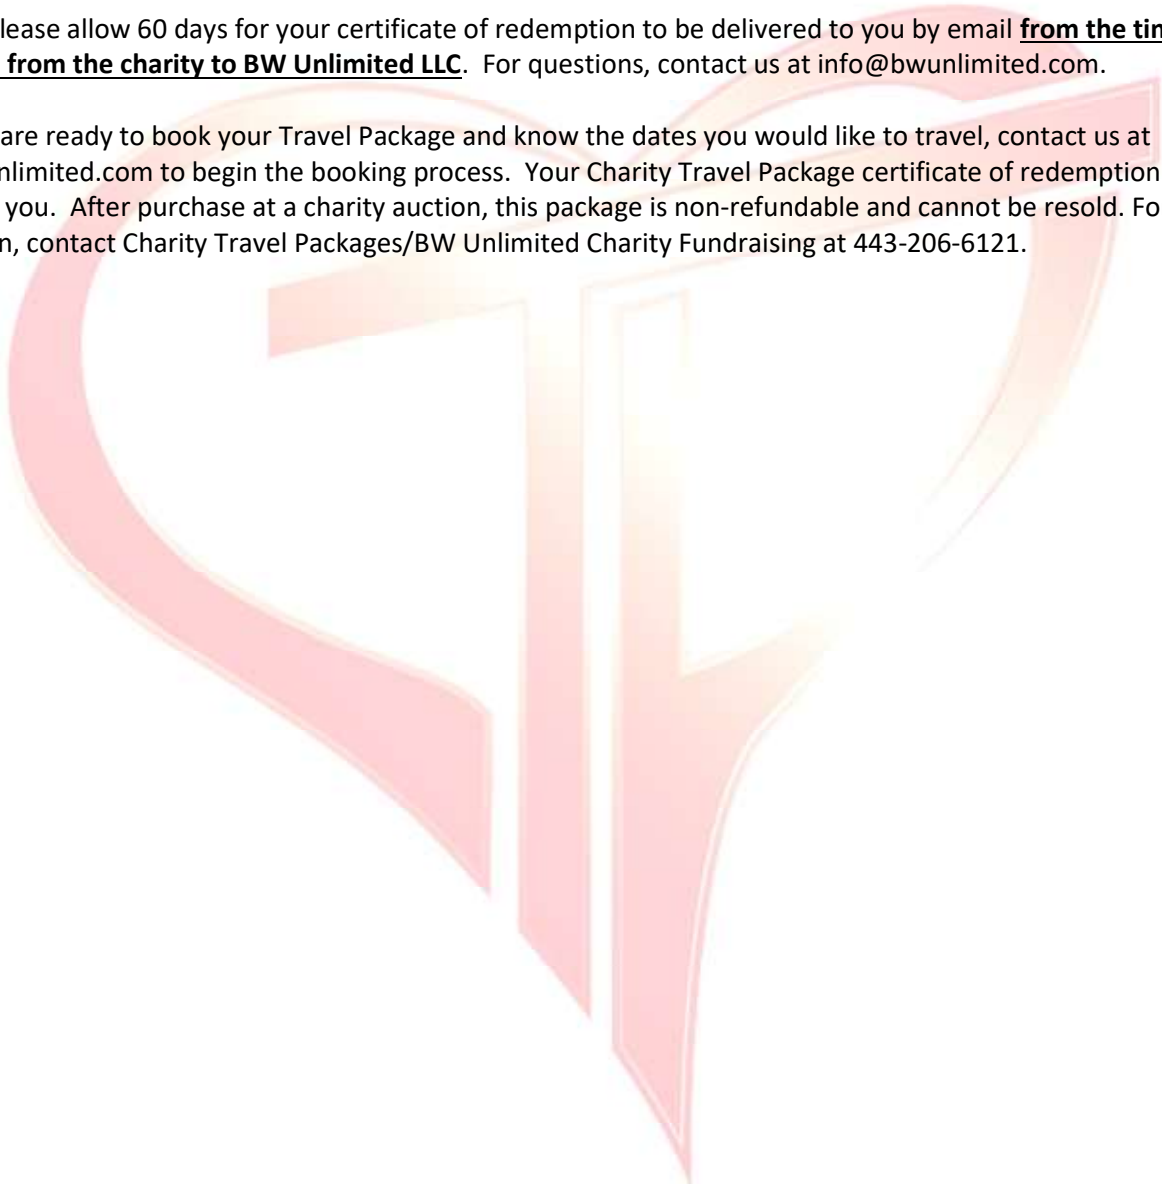 lease allow 60 days for your certificate of redemption to be delivered to you by email from the tin
from the charity to BW Unlimited LLC. For questions, contact us at info@bwunlimited.com.
are ready to book your Travel Package and know the dates you would like to travel, contact us at
nlimited.com to begin the booking process. Your Charity Travel Package certificate of redemption
you. After purchase at a charity auction, this package is non-refundable and cannot be resold. Fo
n, contact Charity Travel Packages/BW Unlimited Charity Fundraising at 443-206-6121.